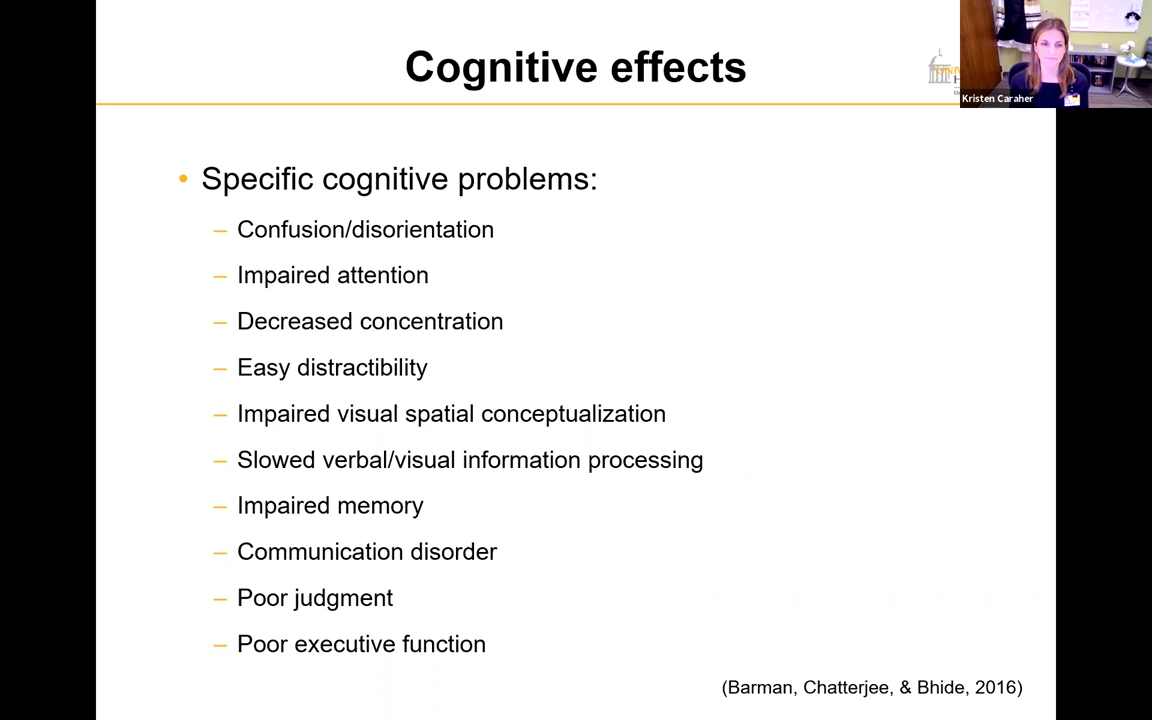 Cognitive effects
Kristen Caraher
• Specific cognitive problems:
– Confusion/disorientation
– Impaired attention
– Decreased concentration
– Easy distractibility
– Impaired visual spatial conceptualization
– Slowed verbal/visual information processing
– Impaired memory
– Communication disorder
– Poor judgment
– Poor executive function
(Barman, Chatterjee, & Bhide, 2016)